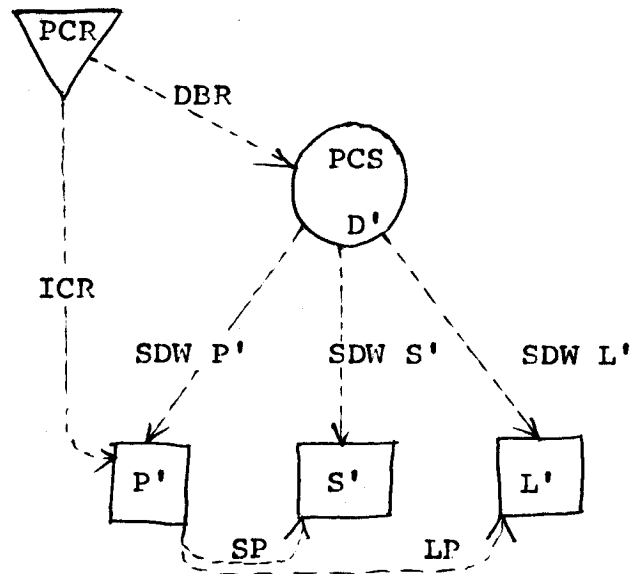 PCR
DBR
PCS
D'
ICR
SDW P' SDW S' SDW L'
P' S' L'
SP LP